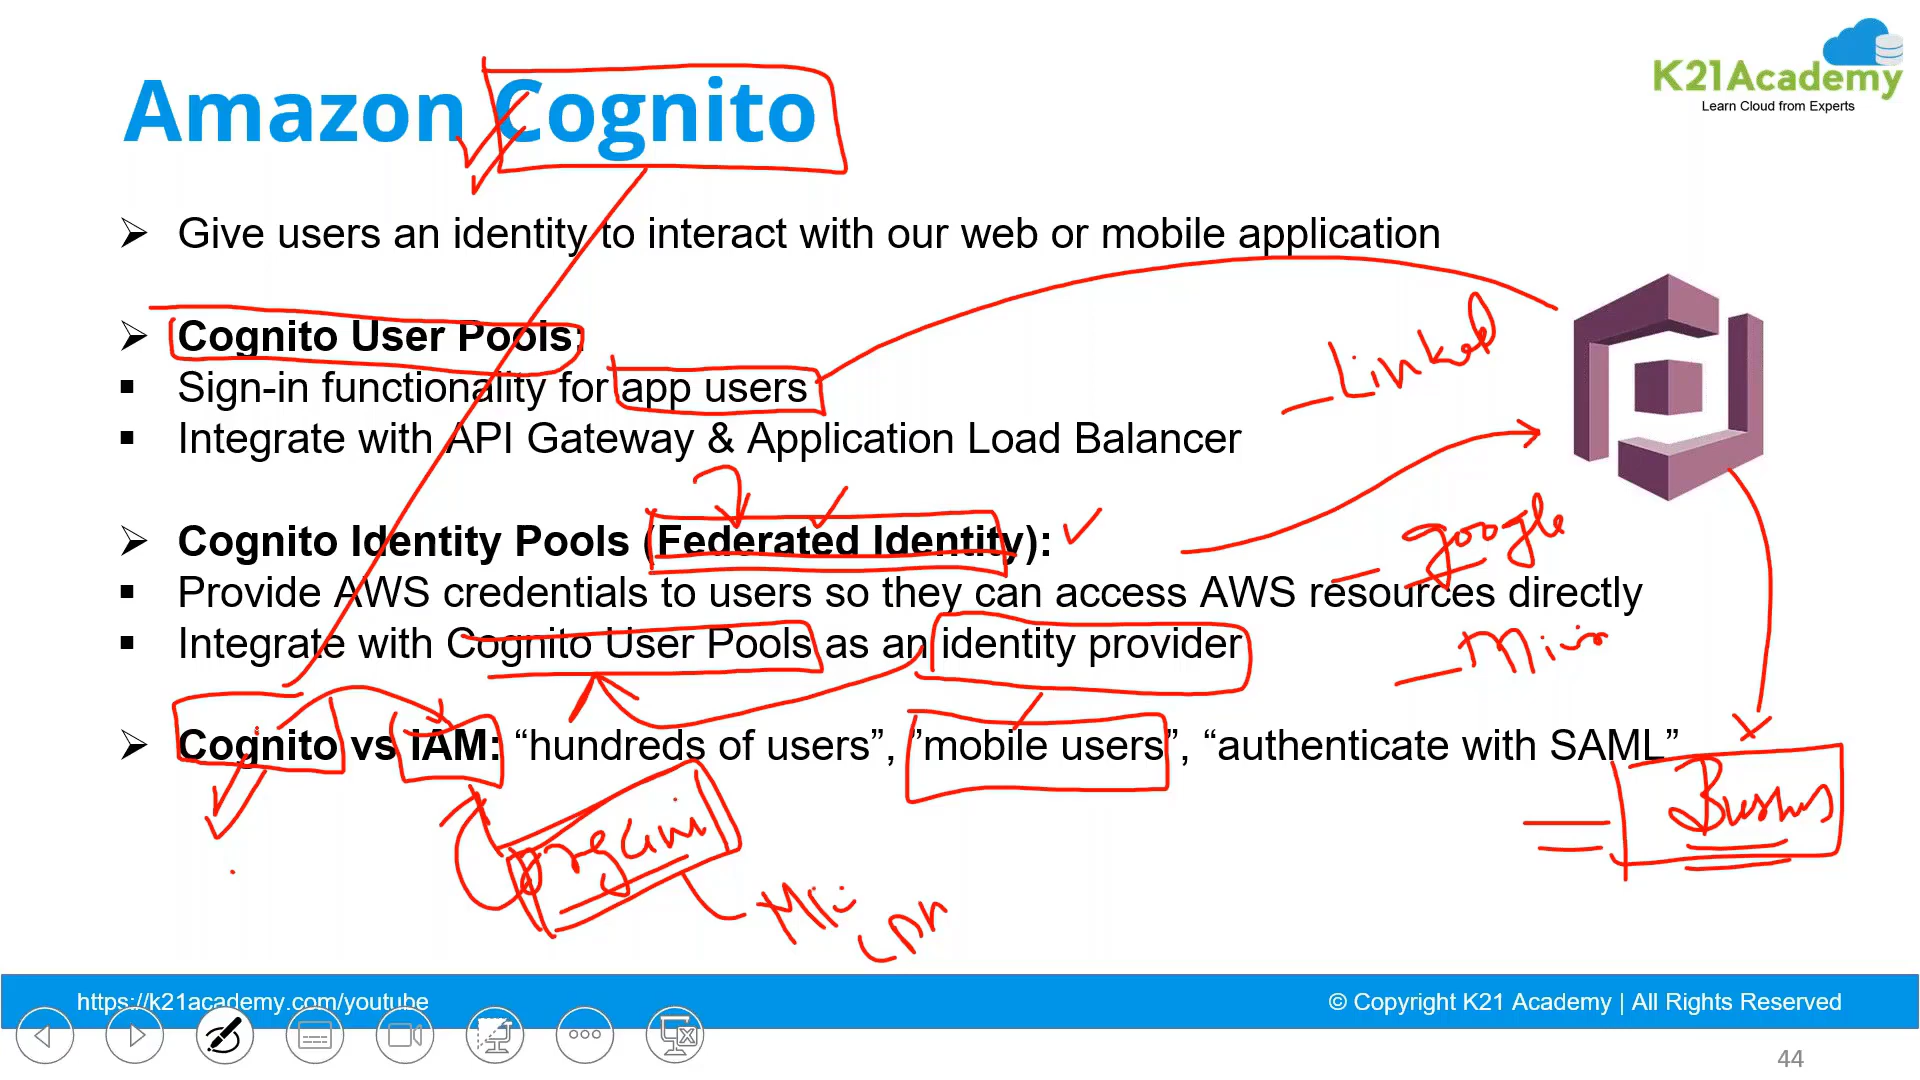 K21Academy
Learn Cloud from Experts
Amazon Cognito
➢ Give users an identity to interact with our web or mobile application
➢ Cognito User Pools:
▪ Sign-in functionality for app users
Linked
▪ Integrate with API Gateway & Application Load Balancer
➢ Cognito Identity Pools (Federated Identity):
google
▪ Provide AWS credentials to users so they can access AWS resources directly
▪ Integrate with Cognito User Pools as an identity provider
➢ Cognito vs IAM: “hundreds of users”, ”mobile users”, “authenticate with SAML”
organi
https://k21academy.com/youtube
© Copyright K21 Academy | All Rights Reserved
44